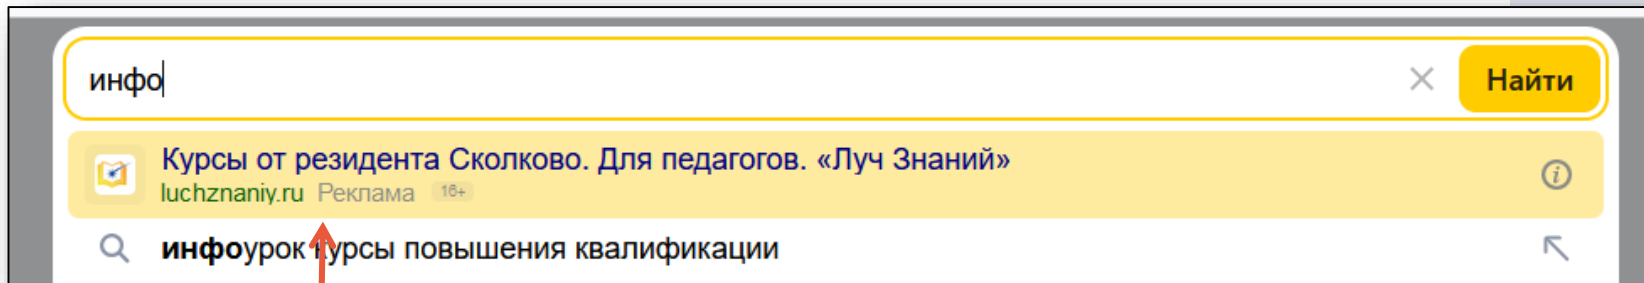 инфо
Найти
Курсы от резидента Сколково. Для педагогов. «Луч Знаний»
luchznaniy.ru Реклама 16+
инфоурок курсы повышения квалификации